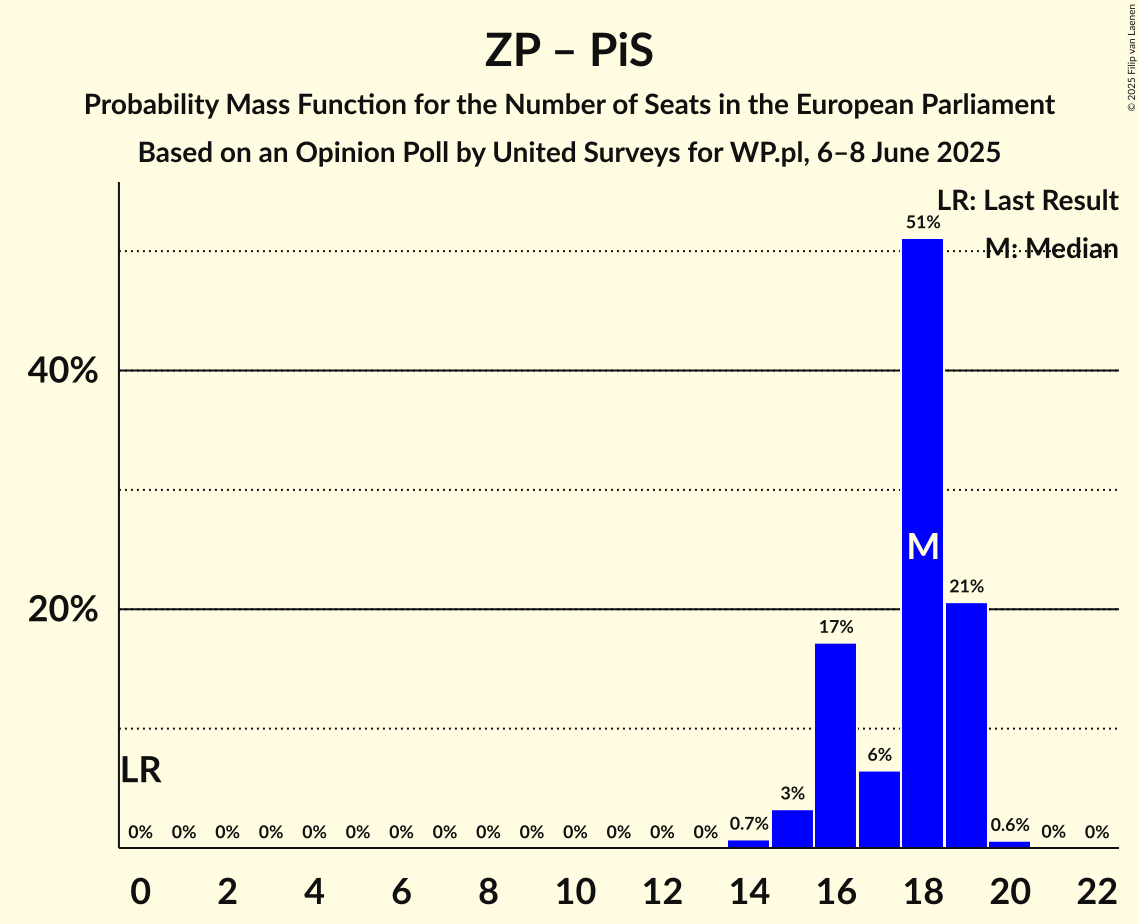 ZP – PiS
Probability Mass Function for the Number of Seats in the European Parliament
Based on an Opinion Poll by United Surveys for WP.pl, 6–8 June 2025
© 2025 Filip van Laenen
LR: Last Result
M: Median
40%
20%
LR
M
0% 0% 0% 0% 0% 0% 0% 0% 0% 0% 0% 0% 0% 0% 0.7% 3% 17% 6% 51% 21% 0.6% 0% 0%
0 2 4 6 8 10 12 14 16 18 20 22